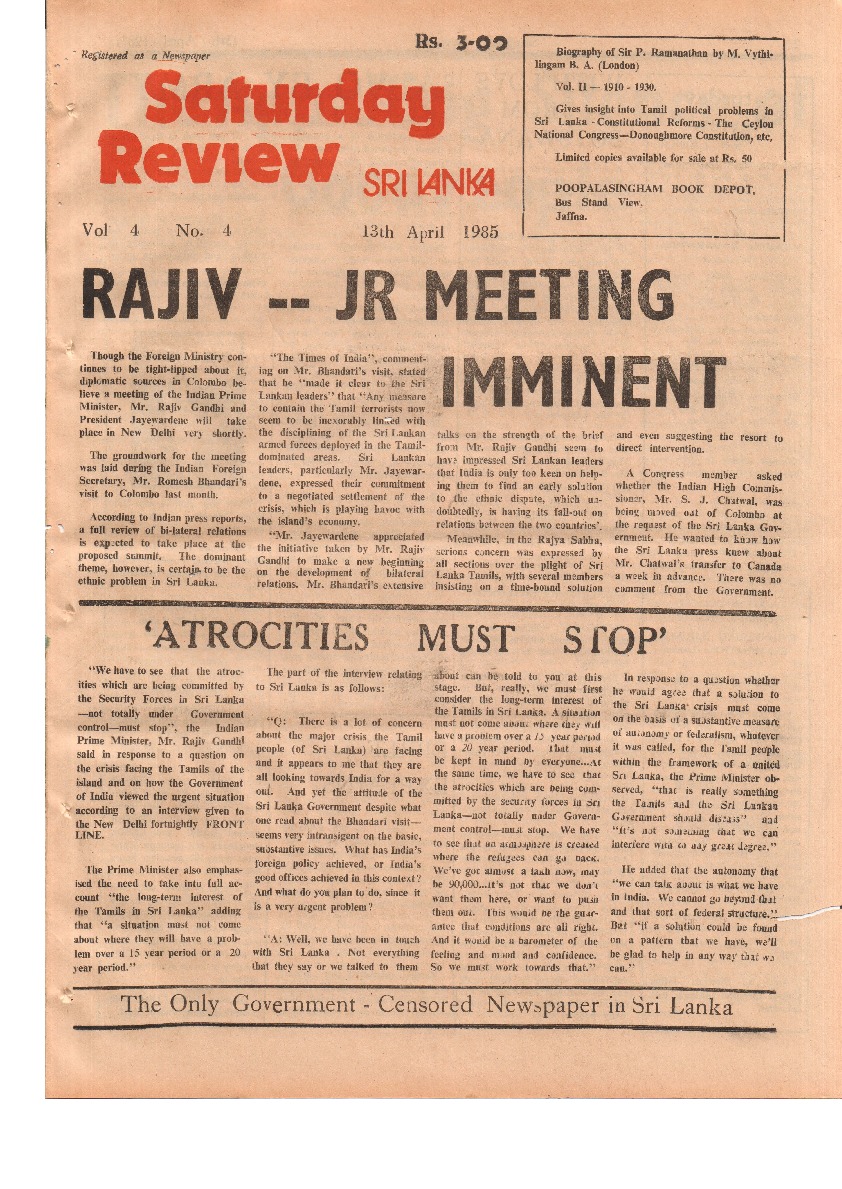 Registered as a Newspaper
Rs. 3-00
Saturday
Review
SRI LANKA
Vol 4 No. 4 13th April 1985
Biography of Sir P. Ramanathan by M. Vythi-
lingam B. A. (London)
Vol. II — 1910 - 1930.
Gives insight into Tamil political problems in
Sri Lanka - Constitutional Reforms - The Ceylon
National Congress—Donoughmore Constitution, etc.
Limited copies available for sale at Rs. 50
POOPALASINGHAM BOOK DEPOT,
Bus Stand View,
Jaffna.
RAJIV -- JR MEETING
IMMINENT
Though the Foreign Ministry con-
tinues to be tight-lipped about it,
diplomatic sources in Colombo be-
lieve a meeting of the Indian Prime
Minister, Mr. Rajiv Gandhi and
President Jayewardene will take
place in New Delhi very shortly.
The groundwork for the meeting
was laid during the Indian Foreign
Secretary, Mr. Romesh Bhandari's
visit to Colombo last month.
According to Indian press reports,
a full review of bi-lateral relations
is expected to take place at the
proposed summit. The dominant
theme, however, is certain to be the
ethnic problem in Sri Lanka.
"The Times of India", comment-
ing on Mr. Bhandari's visit, stated
that he "made it clear to the Sri
Lankan leaders" that "Any measure
to contain the Tamil terrorists now
seem to be inexorably linked with
the disciplining of the Sri Lankan
armed forces deployed in the Tamil-
dominated areas. Sri Lankan
leaders, particularly Mr. Jayewar-
dene, expressed their commitment
to a negotiated settlement of the
crisis, which is playing havoc with
the island's economy.
"Mr. Jayewardene appreciated
the initiative taken by Mr. Rajiv
Gandhi to make a new beginning
on the development of bilateral
relations. Mr. Bhandari's extensive
talks on the strength of the brief
from Mr. Rajiv Gandhi seem to
have impressed Sri Lankan leaders
that India is only too keen on help-
ing them to find an early solution
to the ethnic dispute, which un-
doubtedly, is having its fall-out on
relations between the two countries'.
Meanwhile, in the Rajya Sabha,
serious concern was expressed by
all sections over the plight of Sri
Lanka Tamils, with several members
insisting on a time-bound solution
and even suggesting the resort to
direct intervention.
A Congress member asked
whether the Indian High Commis-
sioner, Mr. S. J. Chatwal, was
being moved out of Colombo at
the request of the Sri Lanka Gov-
ernment. He wanted to know how
the Sri Lanka press knew about
Mr. Chatwal's transfer to Canada
a week in advance. There was no
comment from the Government.
'ATROCITIES MUST STOP'
"We have to see that the atroc-
ities which are being committed by
the Security Forces in Sri Lanka
—not totally under Government
control—must stop", the Indian
Prime Minister, Mr. Rajiv Gandhi
said in response to a question on
the crisis facing the Tamils of the
island and on how the Government
of India viewed the urgent situation
according to an interview given to
the New Delhi fortnightly FRONT
LINE.
The Prime Minister also emphas-
ised the need to take into full ac-
count "the long-term interest of
the Tamils in Sri Lanka" adding
that "a situation must not come
about where they will have a prob-
lem over a 15 year period or a 20
year period."
The part of the interview relating
to Sri Lanka is as follows:
"Q: There is a lot of concern
about the major crisis the Tamil
people (of Sri Lanka) are facing
and it appears to me that they are
all looking towards India for a way
out. And yet the attitude of the
Sri Lanka Government despite what
one read about the Bhandari visit—
seems very intransigent on the basic,
substantive issues. What has India's
foreign policy achieved, or India's
good offices achieved in this context?
And what do you plan to do, since it
is a very urgent problem?
"A: Well, we have been in touch
with Sri Lanka . Not everything
that they say or we talked to them
about can be told to you at this
stage. But, really, we must first
consider the long-term interest of
the Tamils in Sri Lanka. A situation
must not come about where they will
have a problem over a 15 year period
or a 20 year period. That must
be kept in mind by everyone...At
the same time, we have to see that
the atrocities which are being com-
mitted by the security forces in Sri
Lanka—not totally under Govern-
ment control—must stop. We have
to see that an atmosphere is created
where the refugees can go back.
We've got almost a lakh now, may
be 90,000...it's not that we don't
want them here, or want to push
them out. This would be the guar-
antee that conditions are all right.
And it would be a barometer of the
feeling and mood and confidence.
So we must work towards that."
In response to a question whether
he would agree that a solution to
the Sri Lanka crisis must come
on the basis of a substantive measure
of autonomy or federalism, whatever
it was called, for the Tamil people
within the framework of a united
Sri Lanka, the Prime Minister ob-
served, "that is really something
the Tamils and the Sri Lankan
Government should discuss" and
"it's not something that we can
interfere with to any great degree."
He added that the autonomy that
"we can talk about is what we have
in India. We cannot go beyond that
and that sort of federal structure."
But "if a solution could be found
on a pattern that we have, we'll
be glad to help in any way that we
can."
The Only Government - Censored Newspaper in Sri Lanka